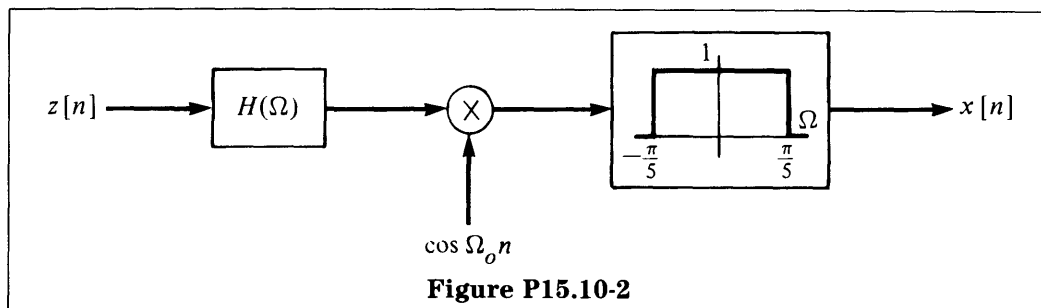 1
z[n]
H(Ω)
×
Ω
x[n]
−π/5
π/5
cos Ω_o n
Figure P15.10-2